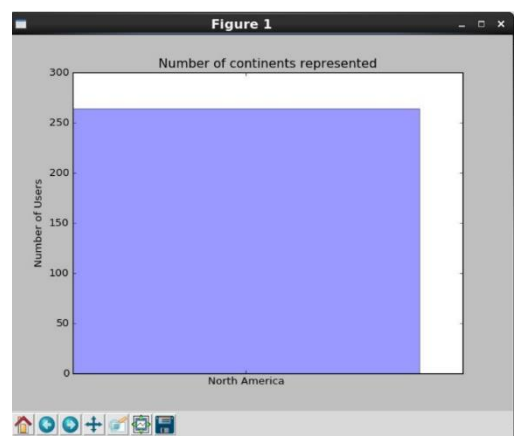 Figure 1
Number of continents represented
300
250
200
150
100
50
0
Number of Users
North America